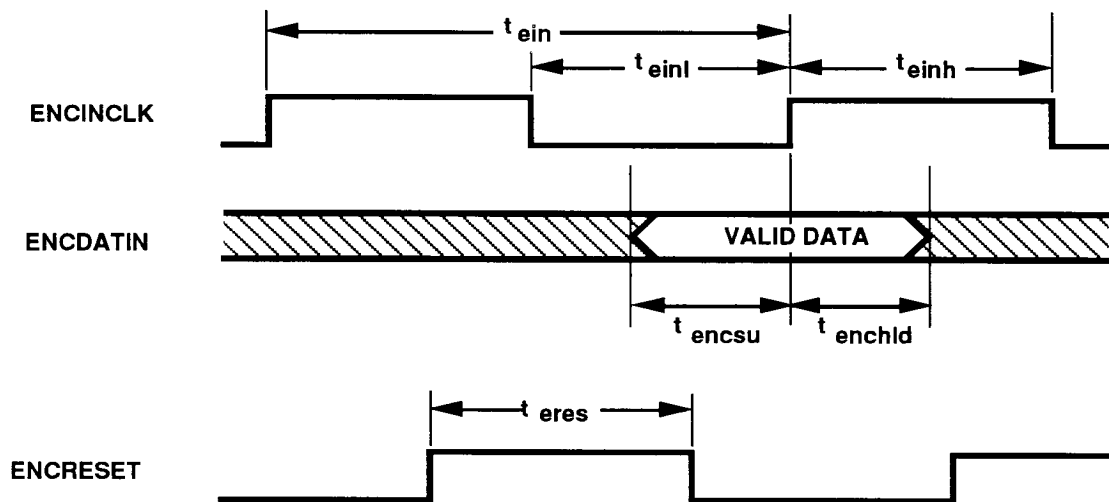 t ein
t einl
t einh
ENCINCLK
ENCDATIN
VALID DATA
t encsu
t enchld
t eres
ENCRESET